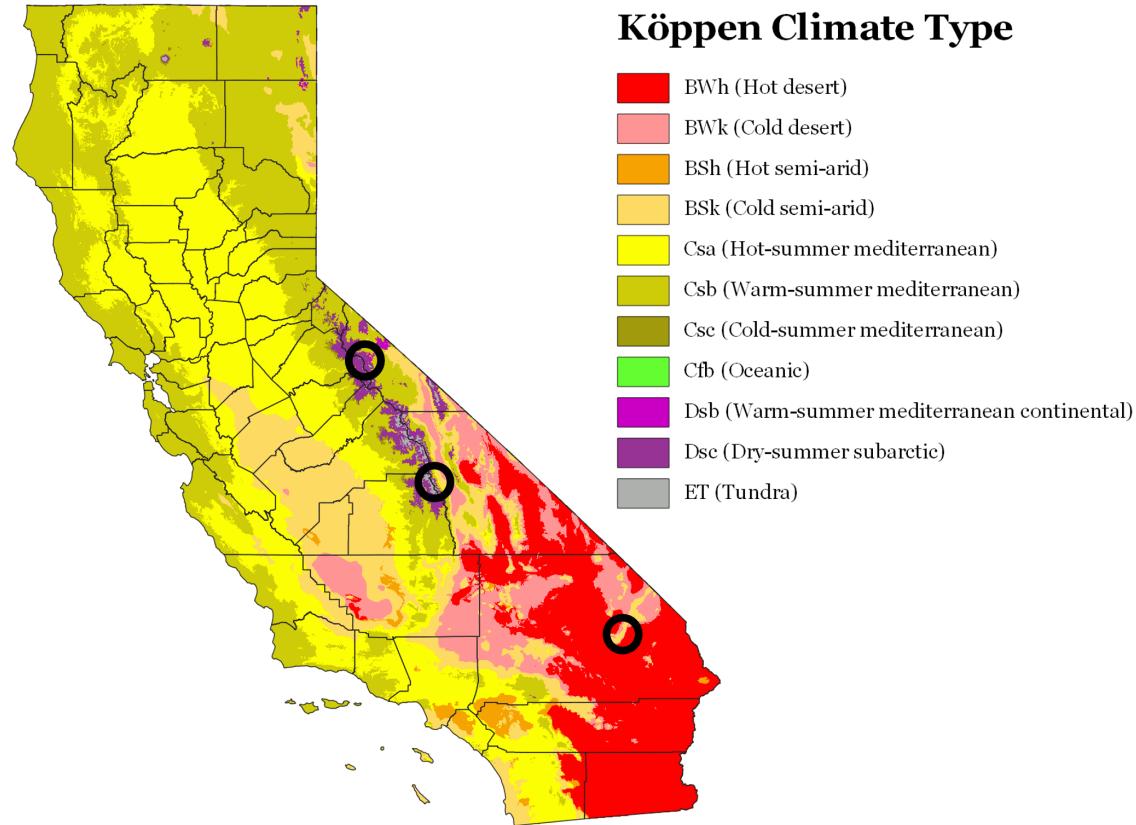 Köppen Climate Type
BWh (Hot desert)
BWk (Cold desert)
BSh (Hot semi-arid)
BSk (Cold semi-arid)
Csa (Hot-summer mediterranean)
Csb (Warm-summer mediterranean)
Csc (Cold-summer mediterranean)
Cfb (Oceanic)
Dsb (Warm-summer mediterranean continental)
Dsc (Dry-summer subarctic)
ET (Tundra)